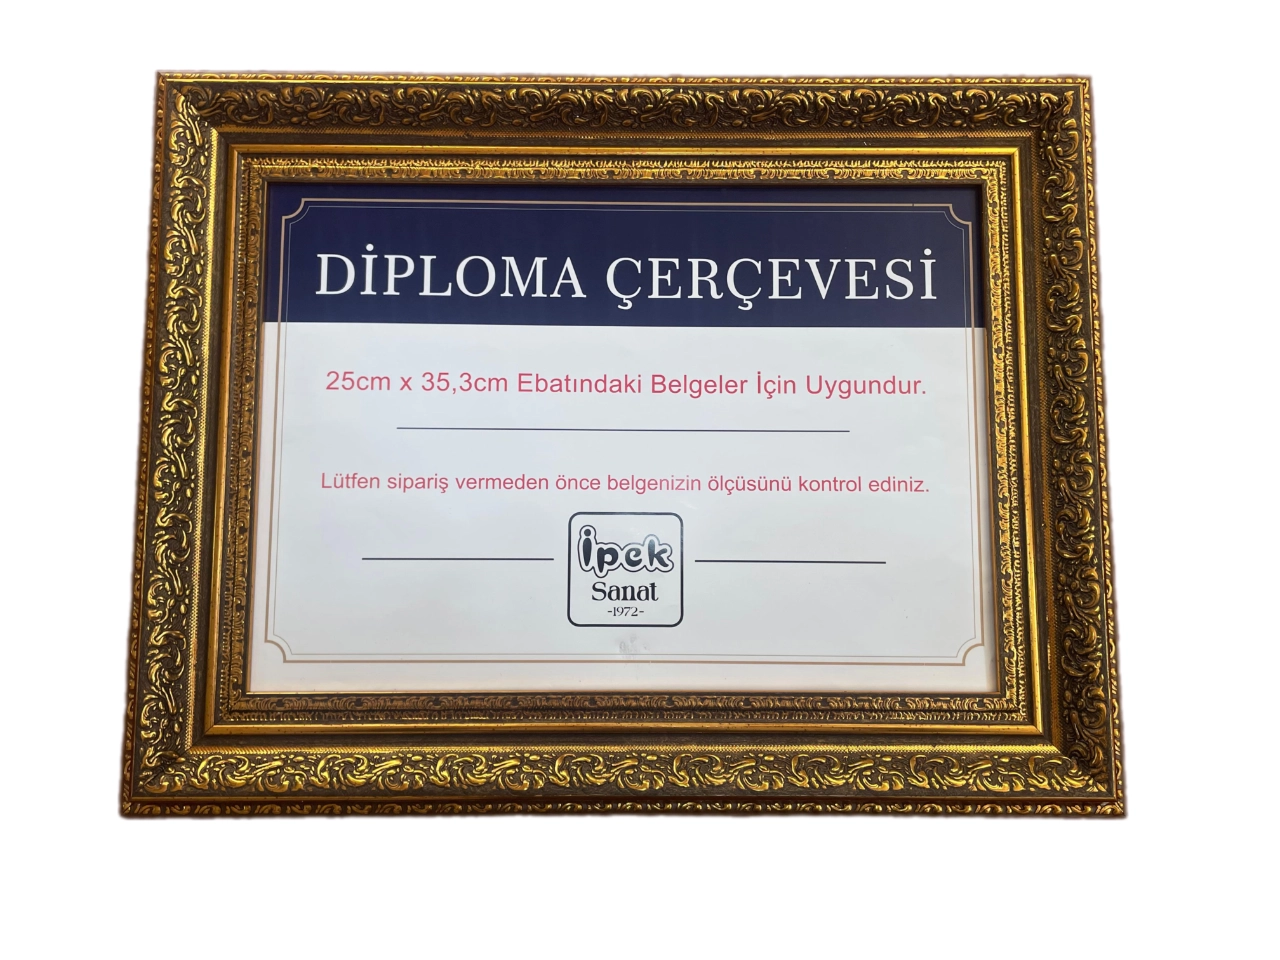 DİPLOMA ÇERÇEVESİ
25cm x 35,3cm Ebatındaki Belgeler İçin Uygundur.
Lütfen sipariş vermeden önce belgenizin ölçüsünü kontrol ediniz.
İpek
Sanat
-1972-